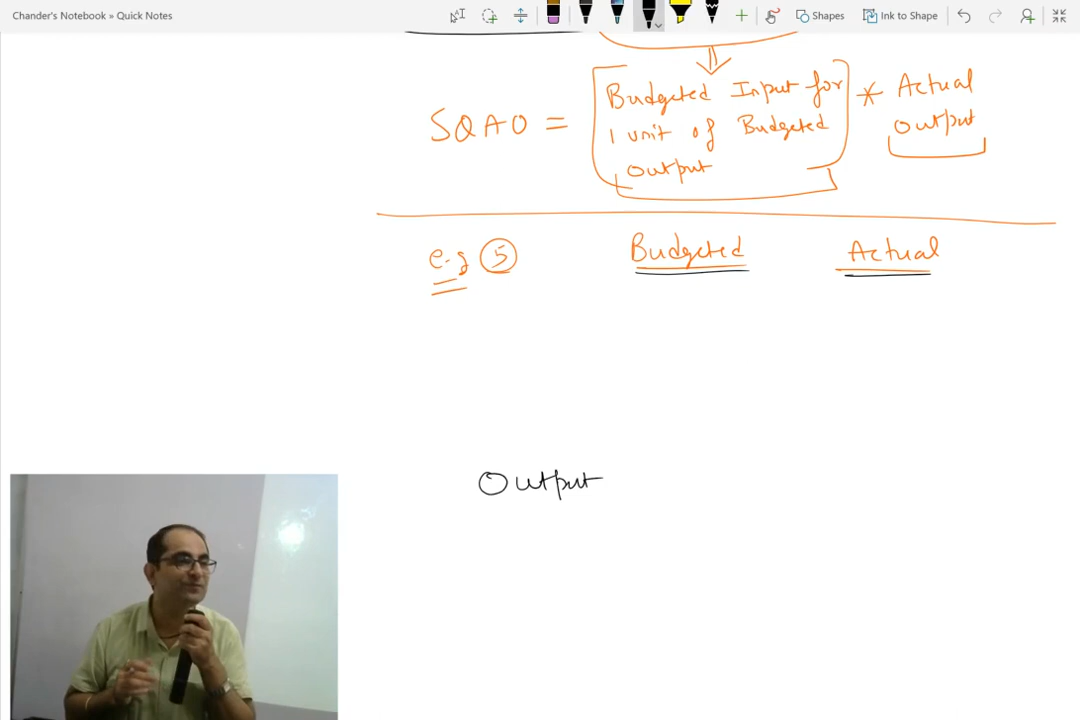 Chander's Notebook » Quick Notes
Shapes
Ink to Shape
SQAO = [Budgeted Input for * Actual
1 unit of Budgeted Output
Output]
e.g 5 Budgeted Actual
Output